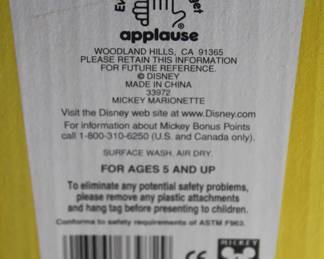 applause
WOODLAND HILLS, CA 91365
PLEASE RETAIN THIS INFORMATION
FOR FUTURE REFERENCE.
© DISNEY
MADE IN CHINA
33972
MICKEY MARIONETTE
Visit the Disney web site at www.Disney.com
For information about Mickey Bonus Points
call 1-800-310-6250 (U.S. and Canada only).
SURFACE WASH. AIR DRY.
FOR AGES 5 AND UP
To eliminate any potential safety problems,
please remove any plastic attachments
and hang tag before presenting to children.
Conforms to safety requirements of ASTM F963.
MICKEY
CE